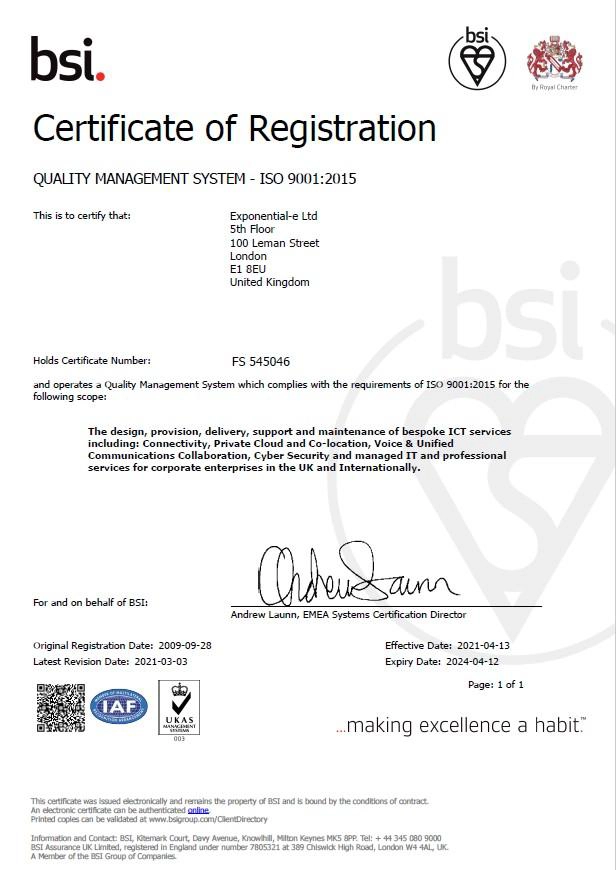 bsi.
bsi
By Royal Charter
Certificate of Registration
QUALITY MANAGEMENT SYSTEM - ISO 9001:2015
This is to certify that:
Exponential-e Ltd
5th Floor
100 Leman Street
London
E1 8EU
United Kingdom
bsi
Holds Certificate Number:
FS 545046
and operates a Quality Management System which complies with the requirements of ISO 9001:2015 for the
following scope:
The design, provision, delivery, support and maintenance of bespoke ICT services
including: Connectivity, Private Cloud and Co-location, Voice & Unified
Communications Collaboration, Cyber Security and managed IT and professional
services for corporate enterprises in the UK and Internationally.
Andrew Launn
For and on behalf of BSI:
Andrew Launn, EMEA Systems Certification Director
Original Registration Date: 2009-09-28
Effective Date: 2021-04-13
Latest Revision Date: 2021-03-03
Expiry Date: 2024-04-12
Page: 1 of 1
MEMBER OF MULTILATERAL
IAF
RECOGNITION ARRANGEMENT
UKAS
MANAGEMENT
SYSTEMS
003
...making excellence a habit.™
This certificate was issued electronically and remains the property of BSI and is bound by the conditions of contract.
An electronic certificate can be authenticated online.
Printed copies can be validated at www.bsigroup.com/ClientDirectory
Information and Contact: BSI, Kitemark Court, Davy Avenue, Knowlhill, Milton Keynes MK5 8PP. Tel: + 44 345 080 9000
BSI Assurance UK Limited, registered in England under number 7805321 at 389 Chiswick High Road, London W4 4AL, UK.
A Member of the BSI Group of Companies.